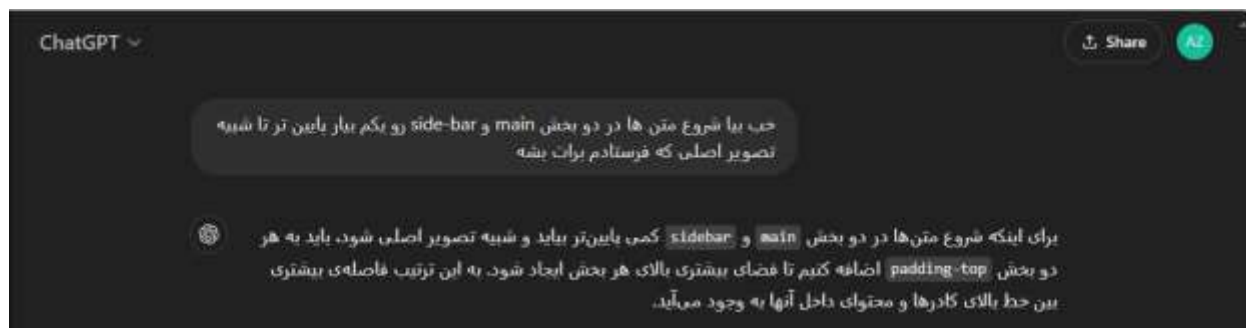 ChatGPT
Share
AZ
خب بیا شروع متن ها در دو بخش main و side-bar رو یکم بیار پایین تر تا شبیه
تصویر اصلی که فرستادم برات بشه
برای اینکه شروع متن‌ها در دو بخش main و sidebar کمی پایین‌تر بیاید و شبیه تصویر اصلی شود، باید به هر
دو بخش padding-top اضافه کنیم تا فضای بیشتری بالای هر بخش ایجاد شود. به این ترتیب فاصله‌ی بیشتری
بین خط بالای کادرها و محتوای داخل آنها به وجود می‌آید.